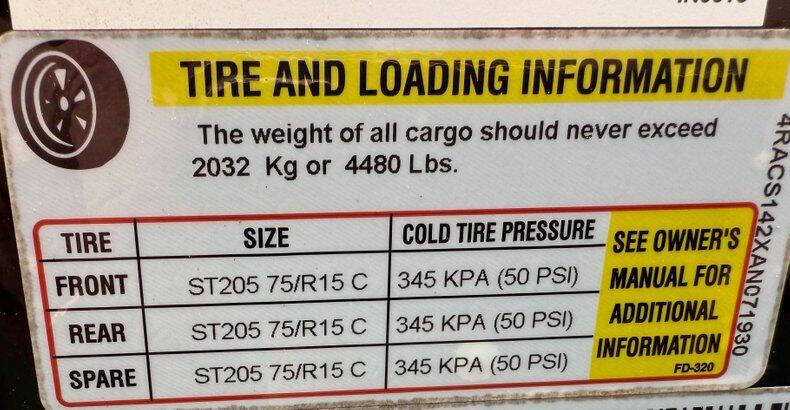 TIRE AND LOADING INFORMATION
The weight of all cargo should never exceed
2032 Kg or 4480 Lbs.
TIRE SIZE COLD TIRE PRESSURE
FRONT ST205 75/R15 C 345 KPA (50 PSI)
REAR ST205 75/R15 C 345 KPA (50 PSI)
SPARE ST205 75/R15 C 345 KPA (50 PSI)
SEE OWNER'S
MANUAL FOR
ADDITIONAL
INFORMATION
FD-320
4RACS142XAN071930